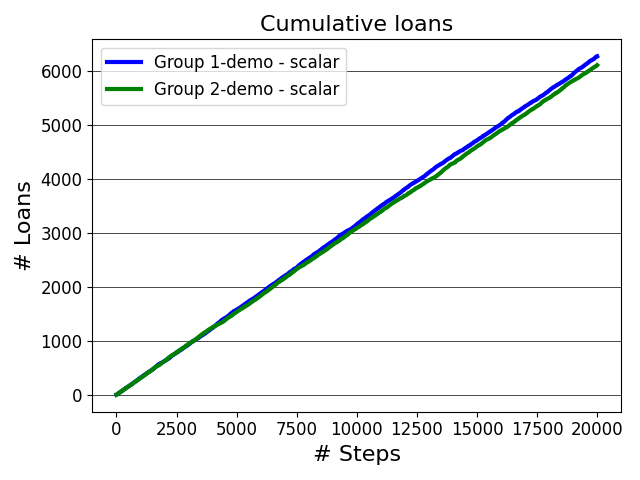 Cumulative loans
Group 1-demo - scalar
Group 2-demo - scalar
# Loans
6000
5000
4000
3000
2000
1000
0
0 2500 5000 7500 10000 12500 15000 17500 20000
# Steps